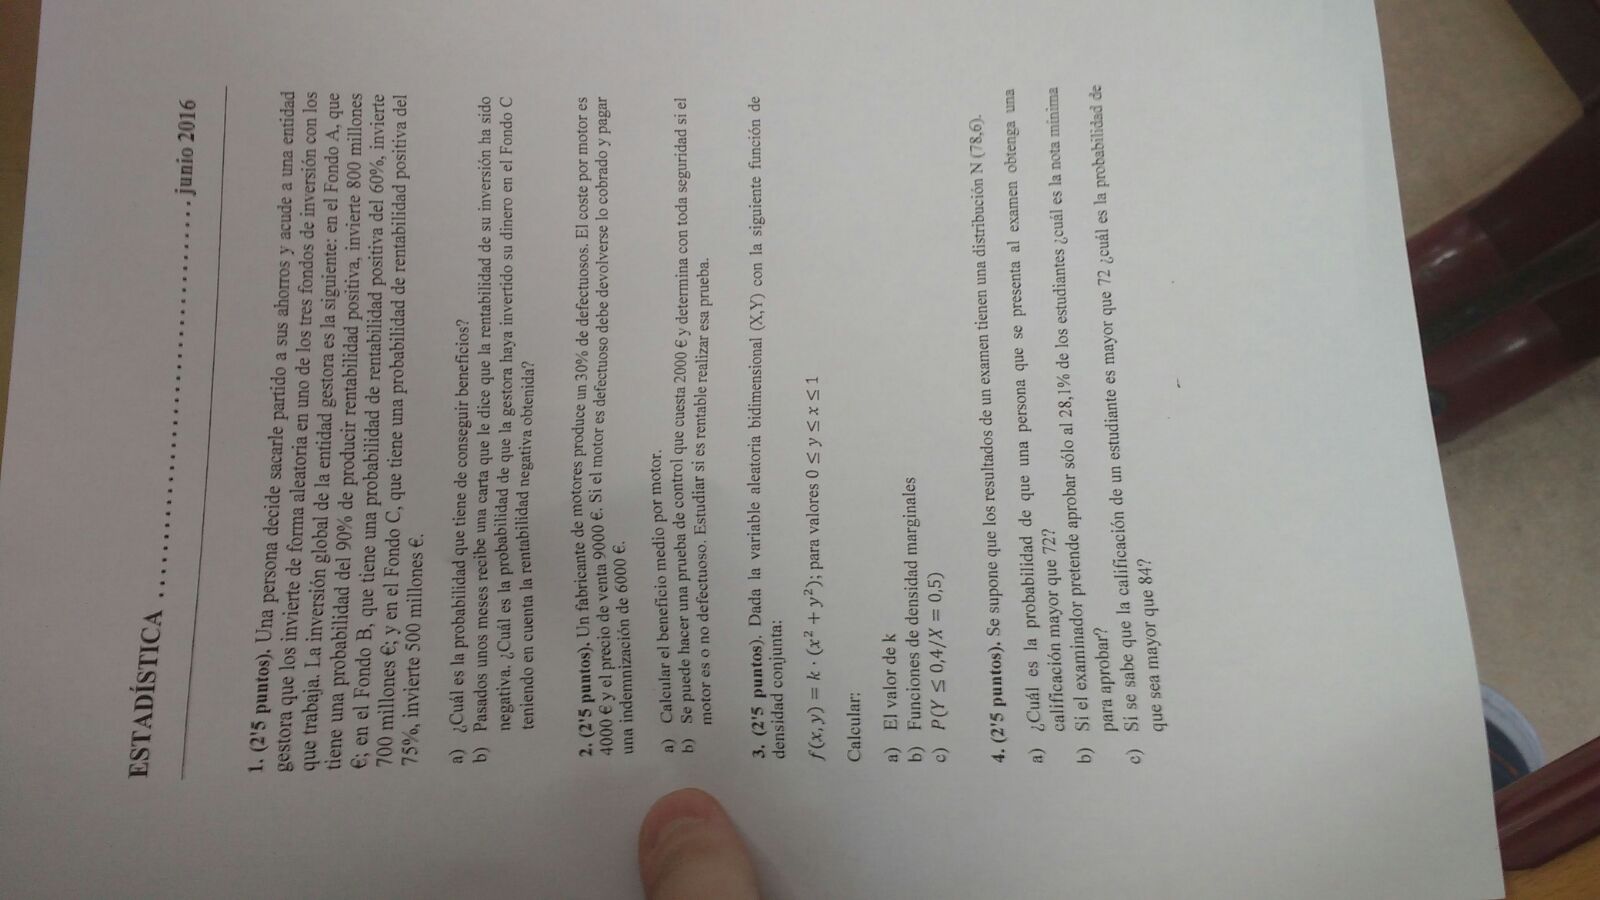 ESTADÍSTICA ........................................ junio 2016
1. (2'5 puntos). Una persona decide sacarle partido a sus ahorros y acude a una entidad
gestora que los invierte de forma aleatoria en uno de los tres fondos de inversión con los
que trabaja. La inversión global de la entidad gestora es la siguiente: en el Fondo A, que
tiene una probabilidad del 90% de producir rentabilidad positiva, invierte 800 millones
€; en el Fondo B, que tiene una probabilidad de rentabilidad positiva del 60%, invierte
700 millones €; y en el Fondo C, que tiene una probabilidad de rentabilidad positiva del
75%, invierte 500 millones €.
a) ¿Cuál es la probabilidad que tiene de conseguir beneficios?
b) Pasados unos meses recibe una carta que le dice que la rentabilidad de su inversión ha sido
negativa. ¿Cuál es la probabilidad de que la gestora haya invertido su dinero en el Fondo C
teniendo en cuenta la rentabilidad negativa obtenida?
2. (2'5 puntos). Un fabricante de motores produce un 30% de defectuosos. El coste por motor es
4000 € y el precio de venta 9000 €. Si el motor es defectuoso debe devolverse lo cobrado y pagar
una indemnización de 6000 €.
a) Calcular el beneficio medio por motor.
b) Se puede hacer una prueba de control que cuesta 2000 € y determina con toda seguridad si el
motor es o no defectuoso. Estudiar si es rentable realizar esa prueba.
3. (2'5 puntos). Dada la variable aleatoria bidimensional (X,Y) con la siguiente función de
densidad conjunta:
f(x, y) = k · (x² + y²); para valores 0 ≤ y ≤ x ≤ 1
Calcular:
a) El valor de k
b) Funciones de densidad marginales
c) P(Y ≤ 0,4/X = 0,5)
4. (2'5 puntos). Se supone que los resultados de un examen tienen una distribución N (78,6).
a) ¿Cuál es la probabilidad de que una persona que se presenta al examen obtenga una
calificación mayor que 72?
b) Si el examinador pretende aprobar sólo al 28,1% de los estudiantes ¿cuál es la nota mínima
para aprobar?
c) Si se sabe que la calificación de un estudiante es mayor que 72 ¿cuál es la probabilidad de
que sea mayor que 84?